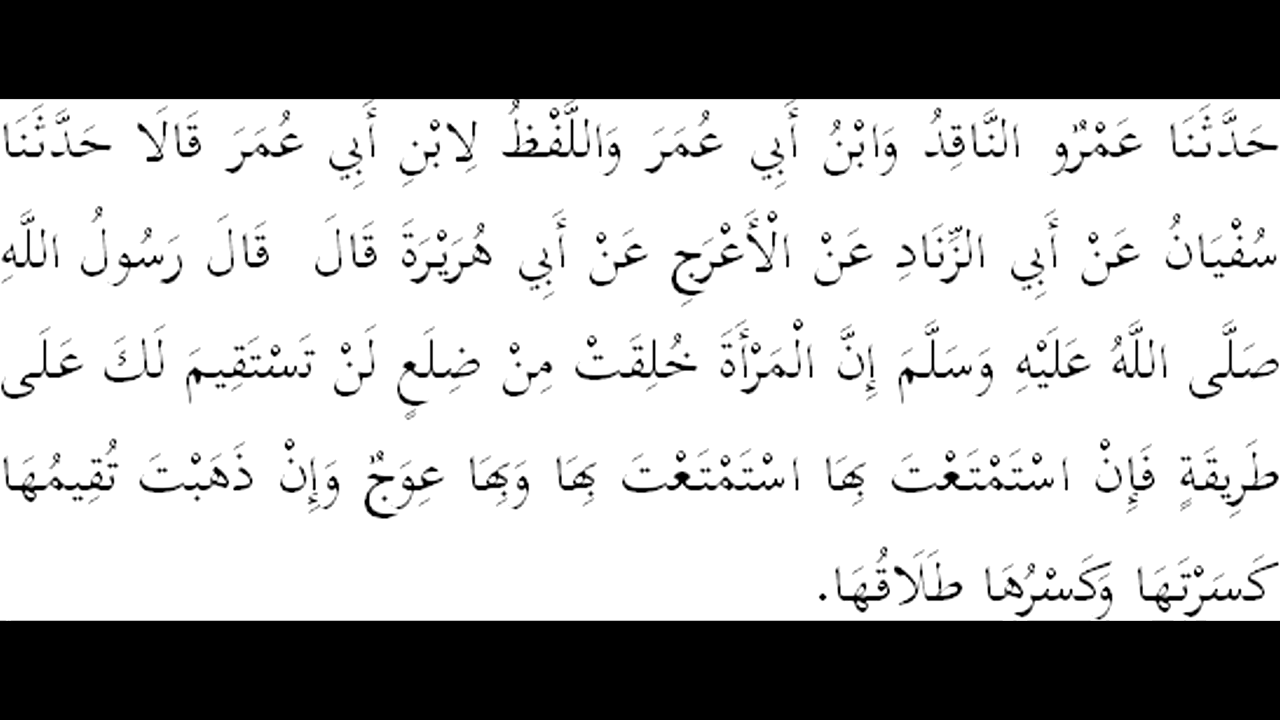 حَدَّثَنَا عَمْرٌو النَّاقِدُ وَابْنُ أَبِي عُمَرَ وَاللَّفْظُ لِابْنِ أَبِي عُمَرَ قَالَا حَدَّثَنَا
سُفْيَانُ عَنْ أَبِي الزِّنَادِ عَنْ الْأَعْرَجِ عَنْ أَبِي هُرَيْرَةَ قَالَ قَالَ رَسُولُ اللَّهِ
صَلَّى اللَّهُ عَلَيْهِ وَسَلَّمَ إِنَّ الْمَرْأَةَ خُلِقَتْ مِنْ ضِلَعٍ لَنْ تَسْتَقِيمَ لَكَ عَلَى
طَرِيقَةٍ فَإِنْ اسْتَمْتَعْتَ بِهَا اسْتَمْتَعْتَ بِهَا وَبِهَا عِوَجٌ وَإِنْ ذَهَبْتَ تُقِيمُهَا
كَسَرْتَهَا وَكَسْرُهَا طَلَاقُهَا.